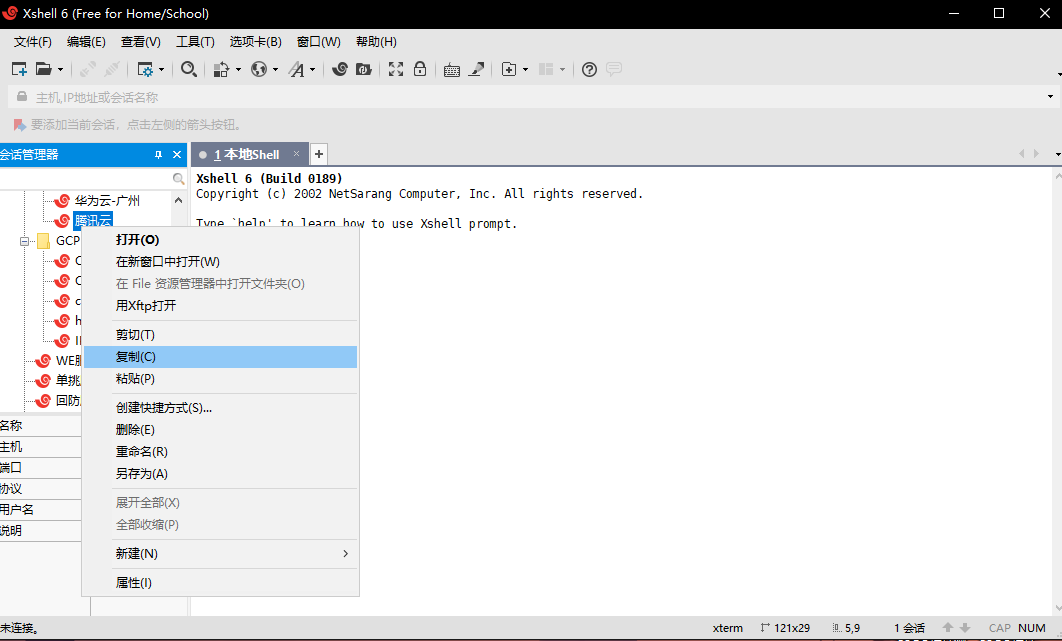 Xshell 6 (Free for Home/School)
文件(F) 编辑(E) 查看(V) 工具(T) 选项卡(B) 窗口(W) 帮助(H)
主机,IP地址或会话名称
要添加当前会话，点击左侧的箭头按钮。
会话管理器
1 本地Shell
华为云-广州
腾讯云
GCP
WE
单挑
回防
名称
主机
端口
协议
用户名
说明
Xshell 6 (Build 0189)
Copyright (c) 2002 NetSarang Computer, Inc. All rights reserved.
Type `help' to learn how to use Xshell prompt.
打开(O)
在新窗口中打开(W)
在 File 资源管理器中打开文件夹(O)
用Xftp打开
剪切(T)
复制(C)
粘贴(P)
创建快捷方式(S)...
删除(E)
重命名(R)
另存为(A)
展开全部(X)
全部收缩(P)
新建(N)
属性(I)
未连接。
xterm 121x29 5,9 1 会话 CAP NUM